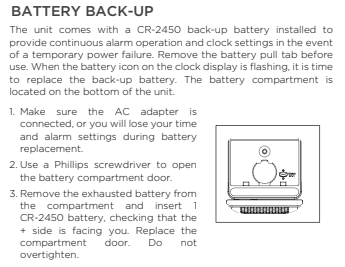 BATTERY BACK-UP
The unit comes with a CR-2450 back-up battery installed to
provide continuous alarm operation and clock settings in the event
of a temporary power failure. Remove the battery pull tab before
use. When the battery icon on the clock display is flashing, it is time
to replace the back-up battery. The battery compartment is
located on the bottom of the unit.
1. Make sure the AC adapter is
connected, or you will lose your time
and alarm settings during battery
replacement.
2. Use a Phillips screwdriver to open
the battery compartment door.
3. Remove the exhausted battery from
the compartment and insert 1
CR-2450 battery, checking that the
+ side is facing you. Replace the
compartment door. Do not
overtighten.